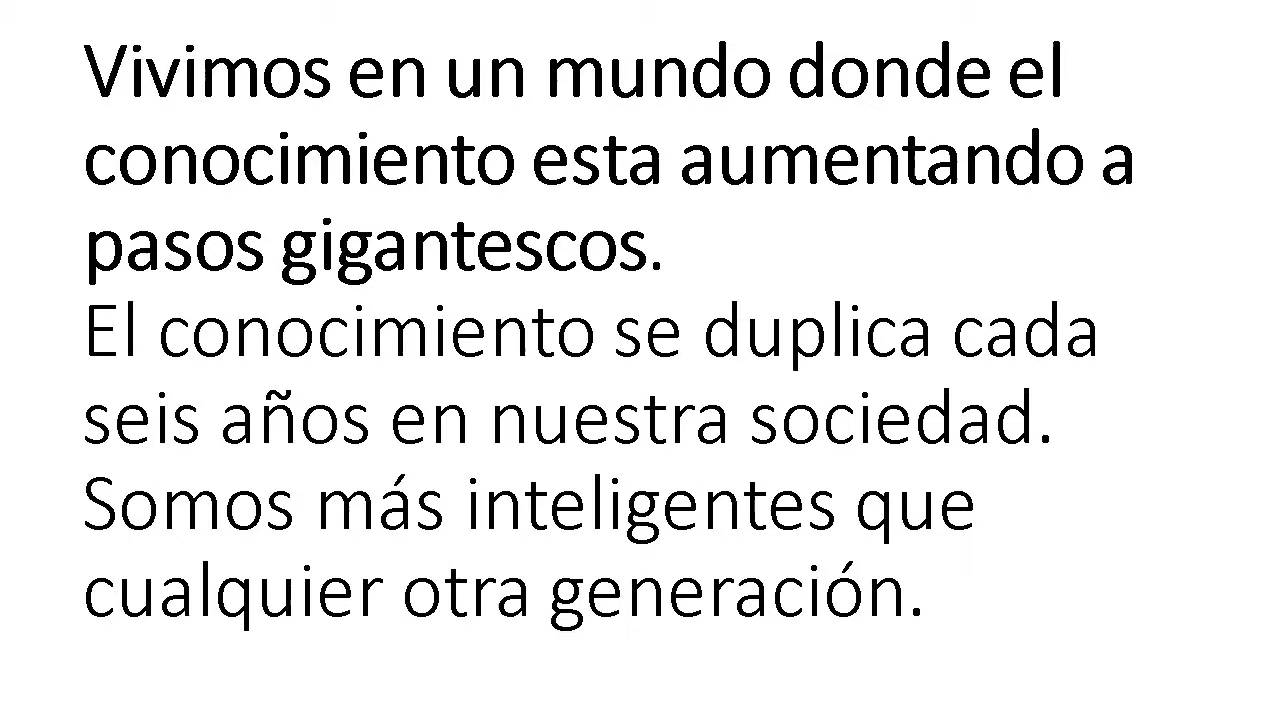 Vivimos en un mundo donde el
conocimiento esta aumentando a
pasos gigantescos.
El conocimiento se duplica cada
seis años en nuestra sociedad.
Somos más inteligentes que
cualquier otra generación.